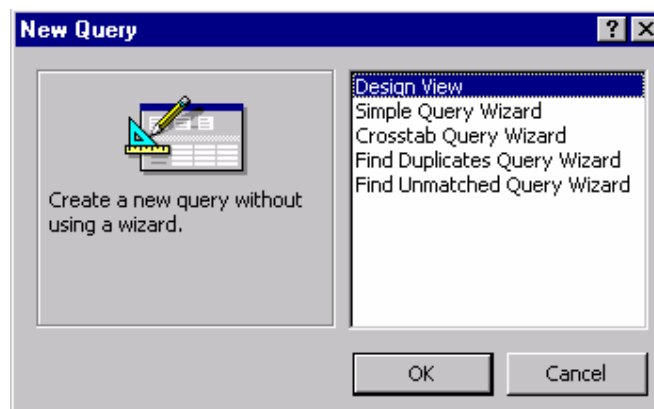 New Query
Design View
Simple Query Wizard
Crosstab Query Wizard
Find Duplicates Query Wizard
Find Unmatched Query Wizard
Create a new query without
using a wizard.
OK
Cancel